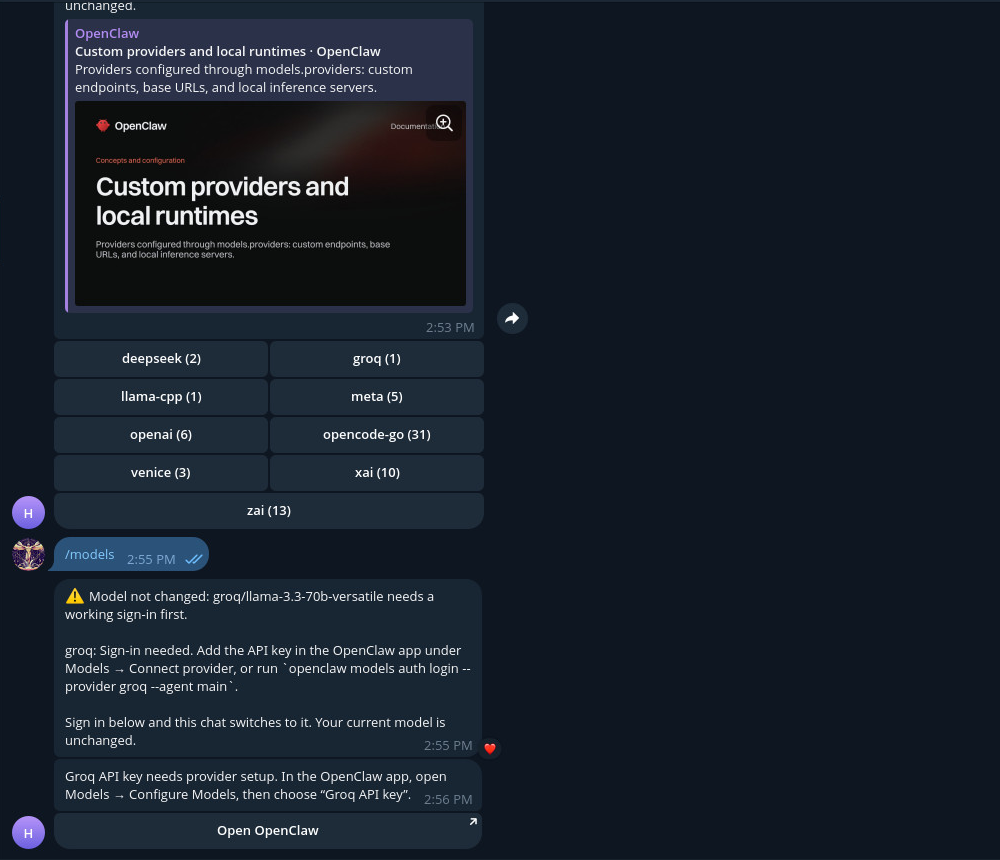 unchanged.
OpenClaw
Custom providers and local runtimes · OpenClaw
Providers configured through models.providers: custom
endpoints, base URLs, and local inference servers.
OpenClaw
Concepts and configuration
Custom providers and
local runtimes
Providers configured through models.providers: custom endpoints, base
URLs, and local inference servers.
2:53 PM
deepseek (2)
groq (1)
llama-cpp (1)
meta (5)
openai (6)
opencode-go (31)
venice (3)
xai (10)
zai (13)
H
/models 2:55 PM
⚠️ Model not changed: groq/llama-3.3-70b-versatile needs a
working sign-in first.
groq: Sign-in needed. Add the API key in the OpenClaw app under
Models → Connect provider, or run `openclaw models auth login --
provider groq --agent main`.
Sign in below and this chat switches to it. Your current model is
unchanged.
2:55 PM
Groq API key needs provider setup. In the OpenClaw app, open
Models → Configure Models, then choose “Groq API key”. 2:56 PM
Open OpenClaw
H